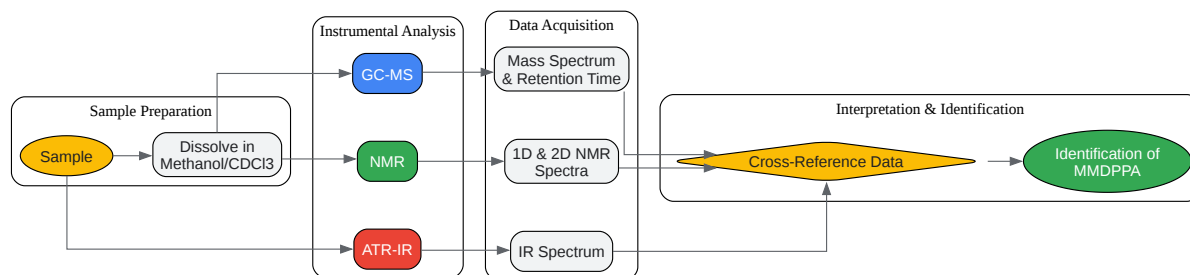 Sample Preparation
Sample
Dissolve in
Methanol/CDCl3
Instrumental Analysis
GC-MS
NMR
ATR-IR
Data Acquisition
Mass Spectrum
& Retention Time
1D & 2D NMR
Spectra
IR Spectrum
Interpretation & Identification
Cross-Reference Data
Identification of
MMDPPA